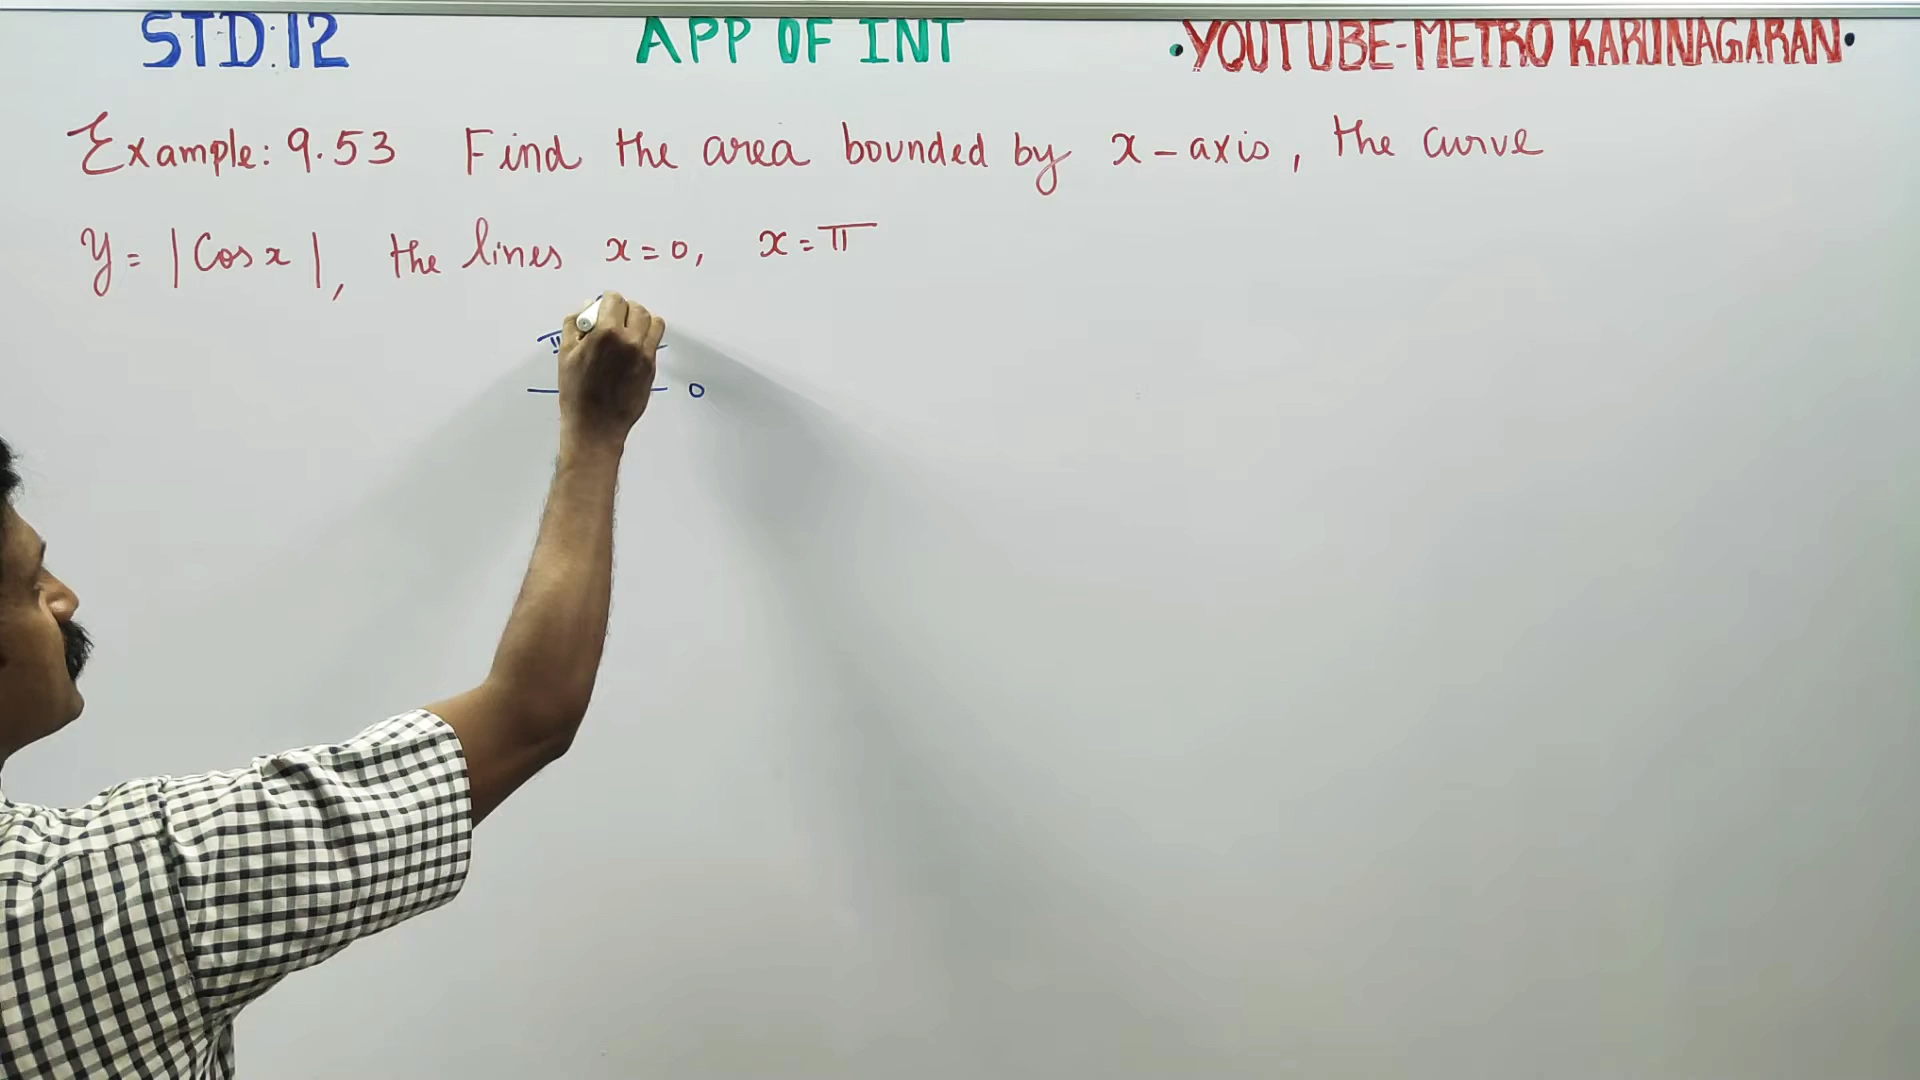 STD:12 APP OF INT •YOUTUBE-METRO KARUNAGARAN•
Example: 9.53 Find the area bounded by x-axis, the curve
y = |Cos x|, the lines x=0, x=π
π
0